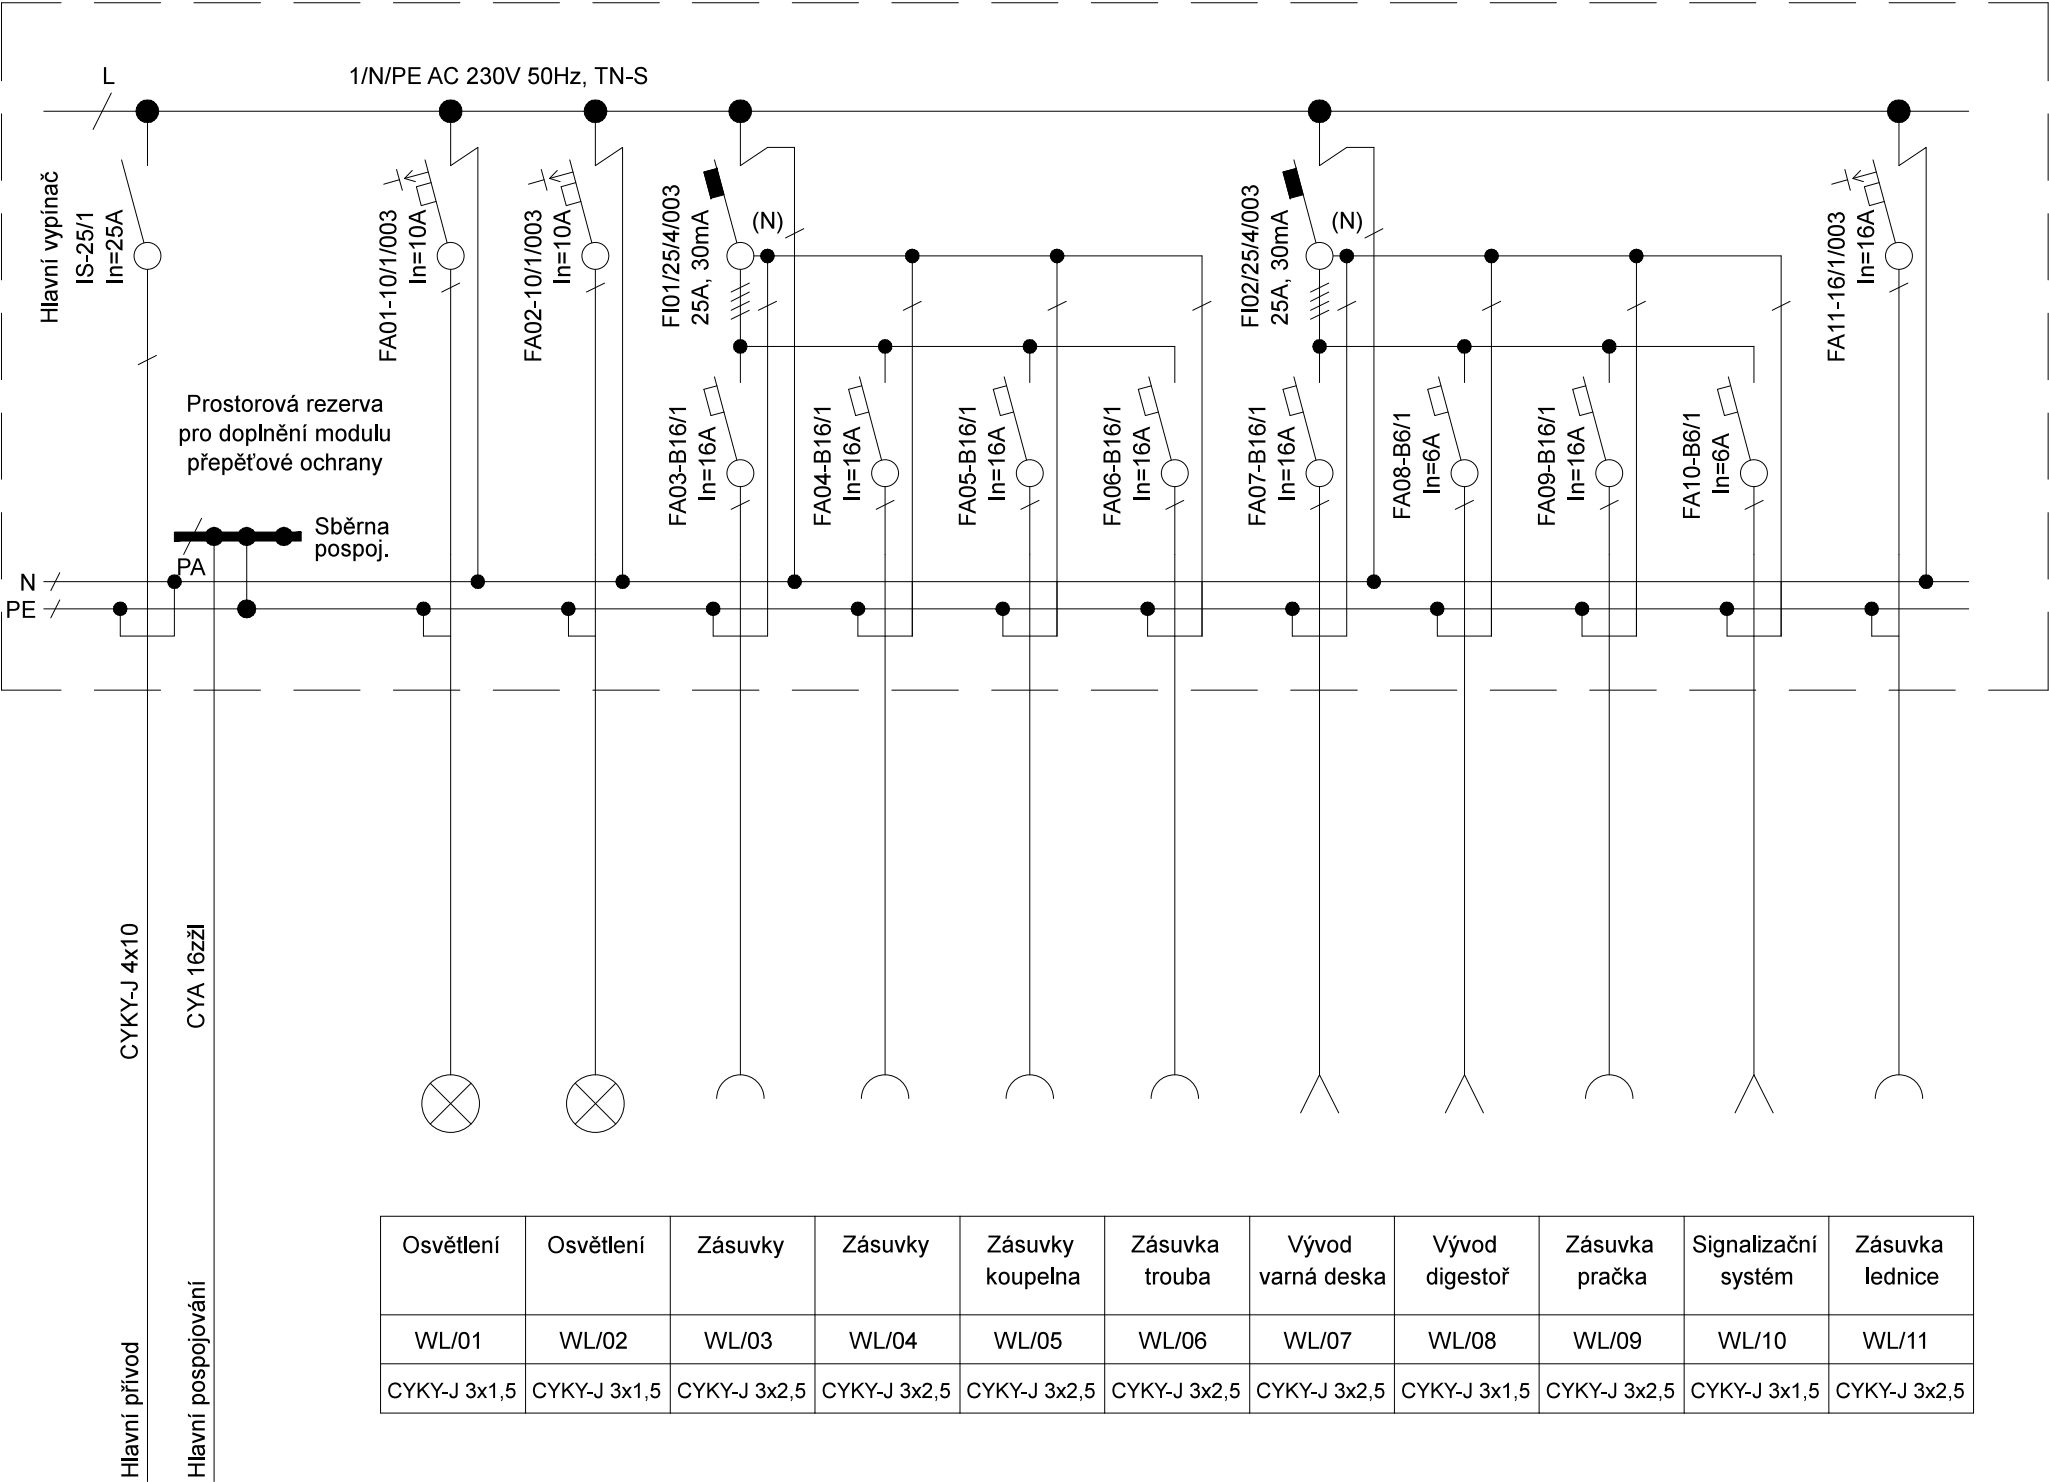 L
1/N/PE AC 230V 50Hz, TN-S
Hlavní vypínač
IS-25/1
In=25A
FA01-10/1/003
In=10A
FA02-10/1/003
In=10A
FI01/25/4/003
25A, 30mA
(N)
FI02/25/4/003
25A, 30mA
(N)
FA11-16/1/003
In=16A
Prostorová rezerva
pro doplnění modulu
přepěťové ochrany
FA03-B16/1
In=16A
FA04-B16/1
In=16A
FA05-B16/1
In=16A
FA06-B16/1
In=16A
FA07-B16/1
In=16A
FA08-B6/1
In=6A
FA09-B16/1
In=16A
FA10-B6/1
In=6A
Sběrna
pospoj.
PA
N
PE
CYKY-J 4x10
CYA 16zžl
Hlavní přívod
Hlavní pospojování
Osvětlení
Osvětlení
Zásuvky
Zásuvky
Zásuvky
koupelna
Zásuvka
trouba
Vývod
varná deska
Vývod
digestoř
Zásuvka
pračka
Signalizační
systém
Zásuvka
lednice
WL/01
WL/02
WL/03
WL/04
WL/05
WL/06
WL/07
WL/08
WL/09
WL/10
WL/11
CYKY-J 3x1,5
CYKY-J 3x1,5
CYKY-J 3x2,5
CYKY-J 3x2,5
CYKY-J 3x2,5
CYKY-J 3x2,5
CYKY-J 3x2,5
CYKY-J 3x1,5
CYKY-J 3x2,5
CYKY-J 3x1,5
CYKY-J 3x2,5